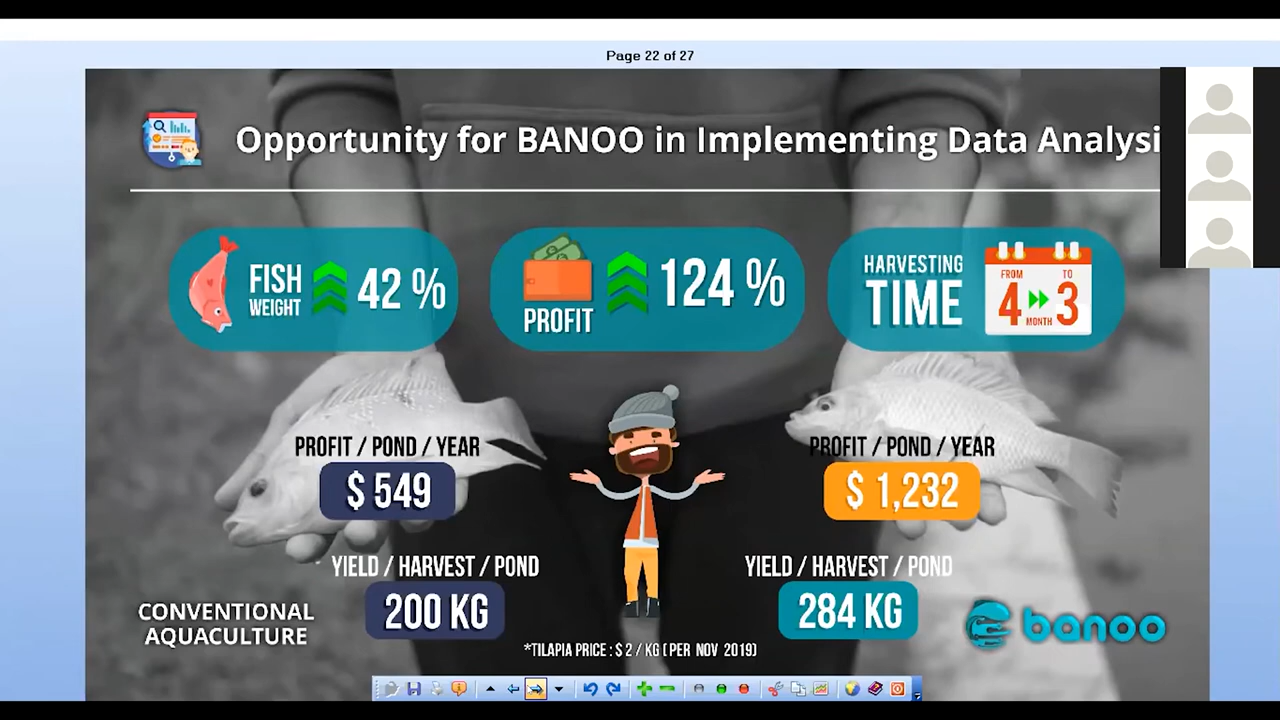 Page 22 of 27
Opportunity for BANOO in Implementing Data Analysi
FISH
WEIGHT
42 %
PROFIT
124 %
HARVESTING
TIME
FROM
4
MONTH
TO
3
PROFIT / POND / YEAR
$ 549
PROFIT / POND / YEAR
$ 1,232
YIELD / HARVEST / POND
200 KG
YIELD / HARVEST / POND
284 KG
CONVENTIONAL
AQUACULTURE
banoo
*TILAPIA PRICE : $ 2 / KG ( PER NOV 2019)